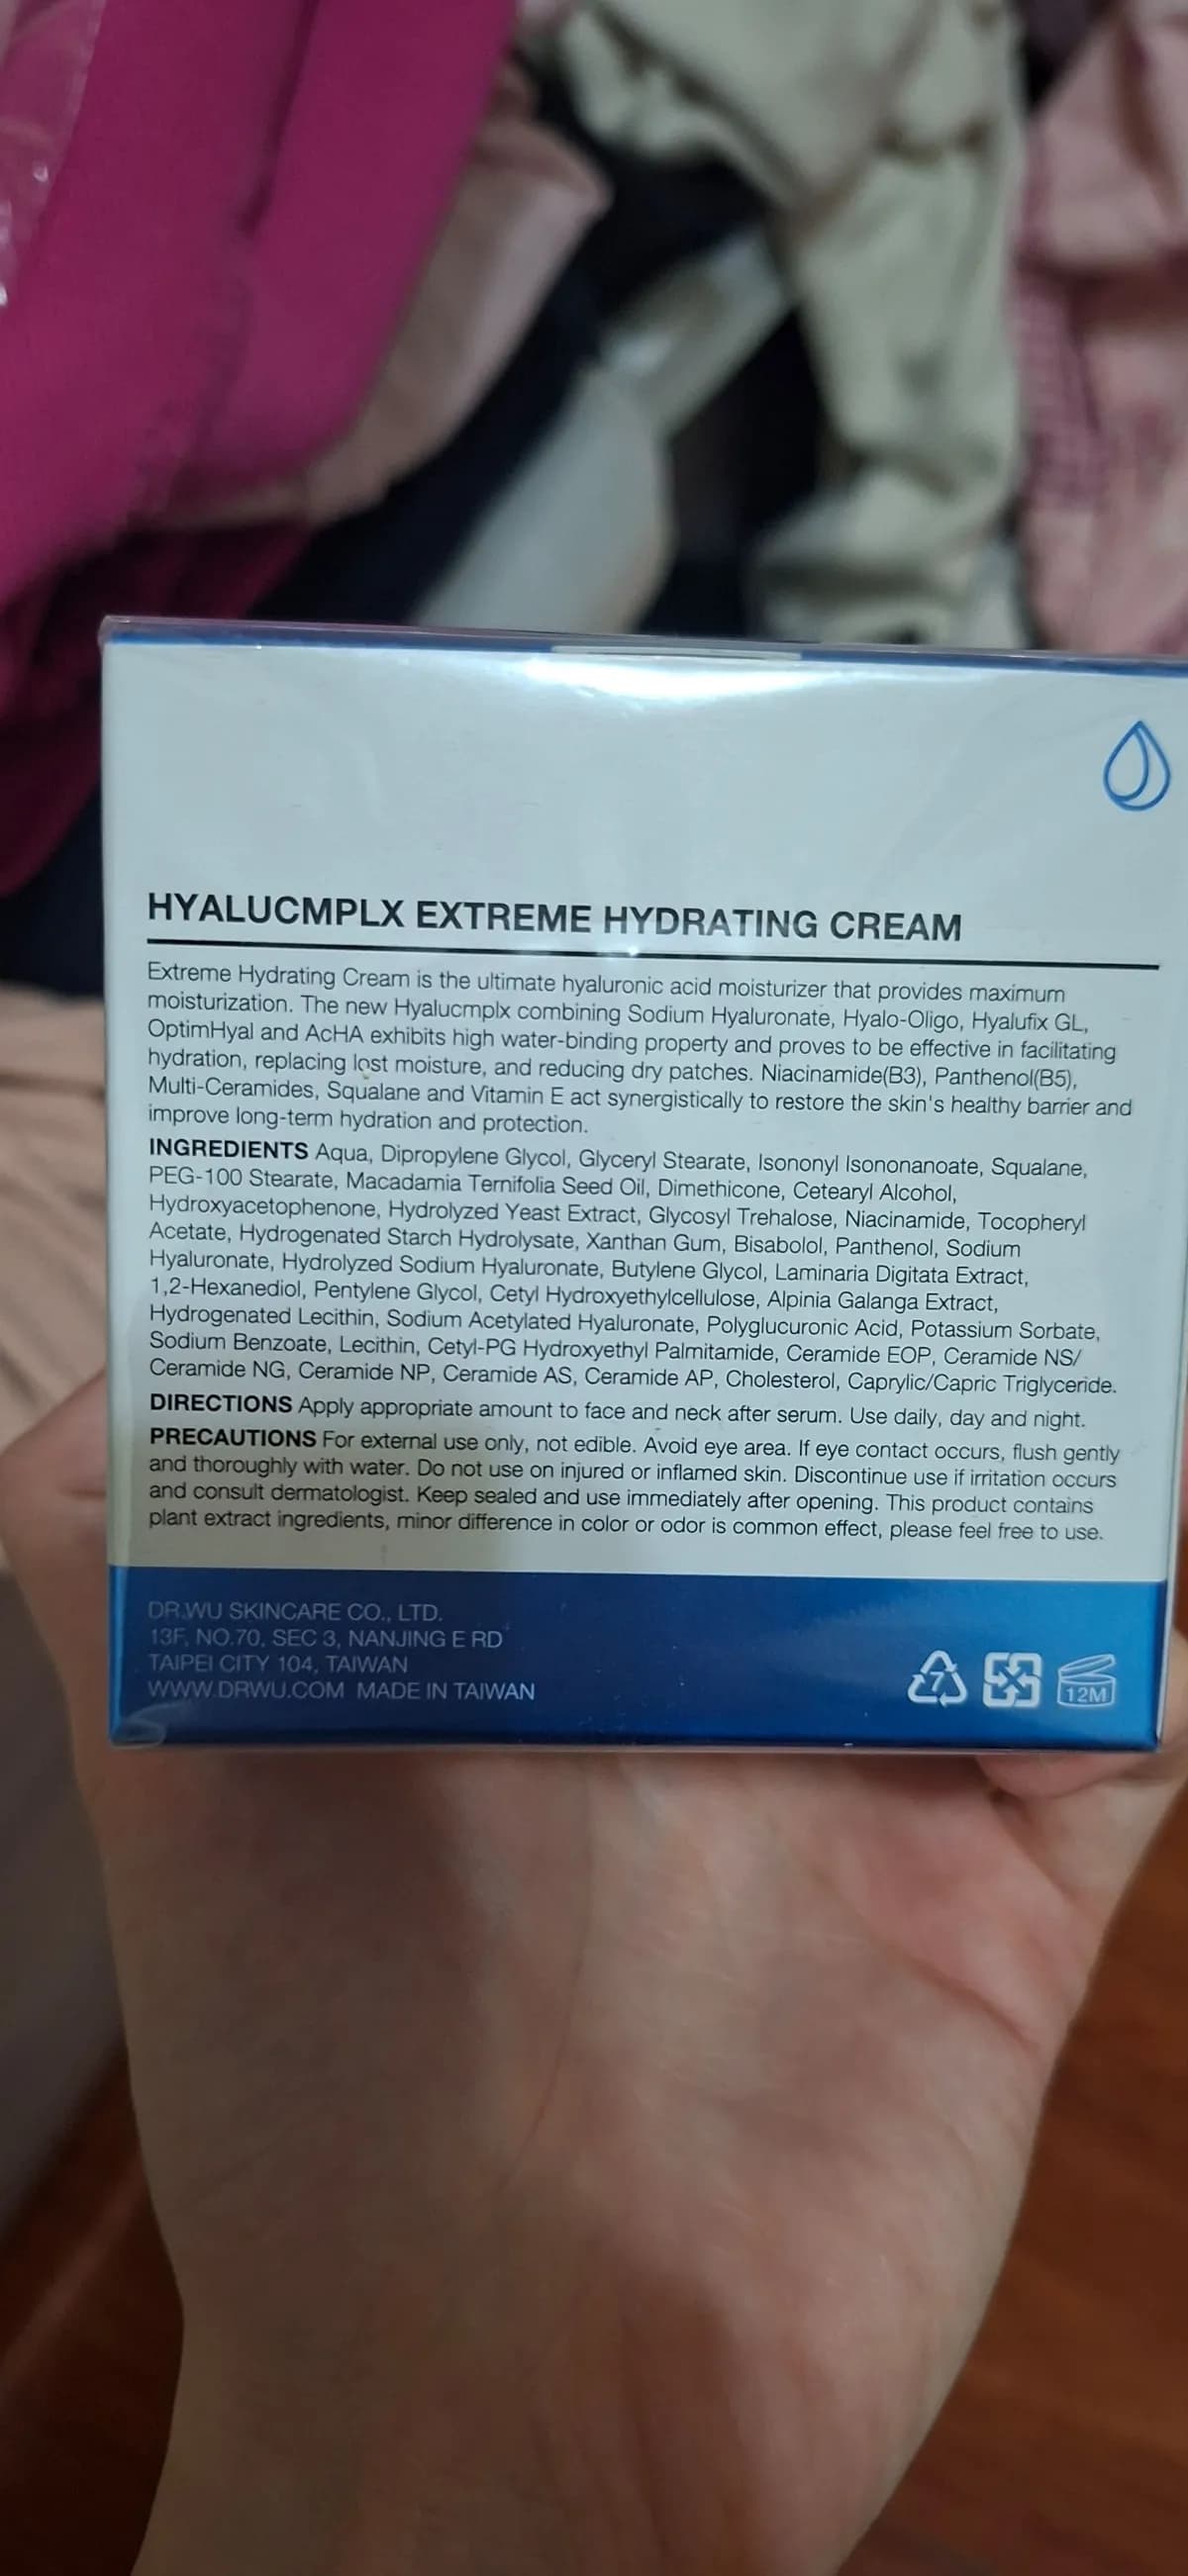 HYALUCMPLX EXTREME HYDRATING CREAM
Extreme Hydrating Cream is the ultimate hyaluronic acid moisturizer that provides maximum
moisturization. The new Hyalucmplx combining Sodium Hyaluronate, Hyalo-Oligo, Hyalufix GL,
OptimHyal and AcHA exhibits high water-binding property and proves to be effective in facilitating
hydration, replacing lost moisture, and reducing dry patches. Niacinamide(B3), Panthenol(B5),
Multi-Ceramides, Squalane and Vitamin E act synergistically to restore the skin's healthy barrier and
improve long-term hydration and protection.
INGREDIENTS Aqua, Dipropylene Glycol, Glyceryl Stearate, Isononyl Isononanoate, Squalane,
PEG-100 Stearate, Macadamia Ternifolia Seed Oil, Dimethicone, Cetearyl Alcohol,
Hydroxyacetophenone, Hydrolyzed Yeast Extract, Glycosyl Trehalose, Niacinamide, Tocopheryl
Acetate, Hydrogenated Starch Hydrolysate, Xanthan Gum, Bisabolol, Panthenol, Sodium
Hyaluronate, Hydrolyzed Sodium Hyaluronate, Butylene Glycol, Laminaria Digitata Extract,
1,2-Hexanediol, Pentylene Glycol, Cetyl Hydroxyethylcellulose, Alpinia Galanga Extract,
Hydrogenated Lecithin, Sodium Acetylated Hyaluronate, Polyglucuronic Acid, Potassium Sorbate,
Sodium Benzoate, Lecithin, Cetyl-PG Hydroxyethyl Palmitamide, Ceramide EOP, Ceramide NS/
Ceramide NG, Ceramide NP, Ceramide AS, Ceramide AP, Cholesterol, Caprylic/Capric Triglyceride.
DIRECTIONS Apply appropriate amount to face and neck after serum. Use daily, day and night.
PRECAUTIONS For external use only, not edible. Avoid eye area. If eye contact occurs, flush gently
and thoroughly with water. Do not use on injured or inflamed skin. Discontinue use if irritation occurs
and consult dermatologist. Keep sealed and use immediately after opening. This product contains
plant extract ingredients, minor difference in color or odor is common effect, please feel free to use.
DR.WU SKINCARE CO., LTD.
13F, NO.70, SEC 3, NANJING E RD
TAIPEI CITY 104, TAIWAN
WWW.DRWU.COM MADE IN TAIWAN
7
12M